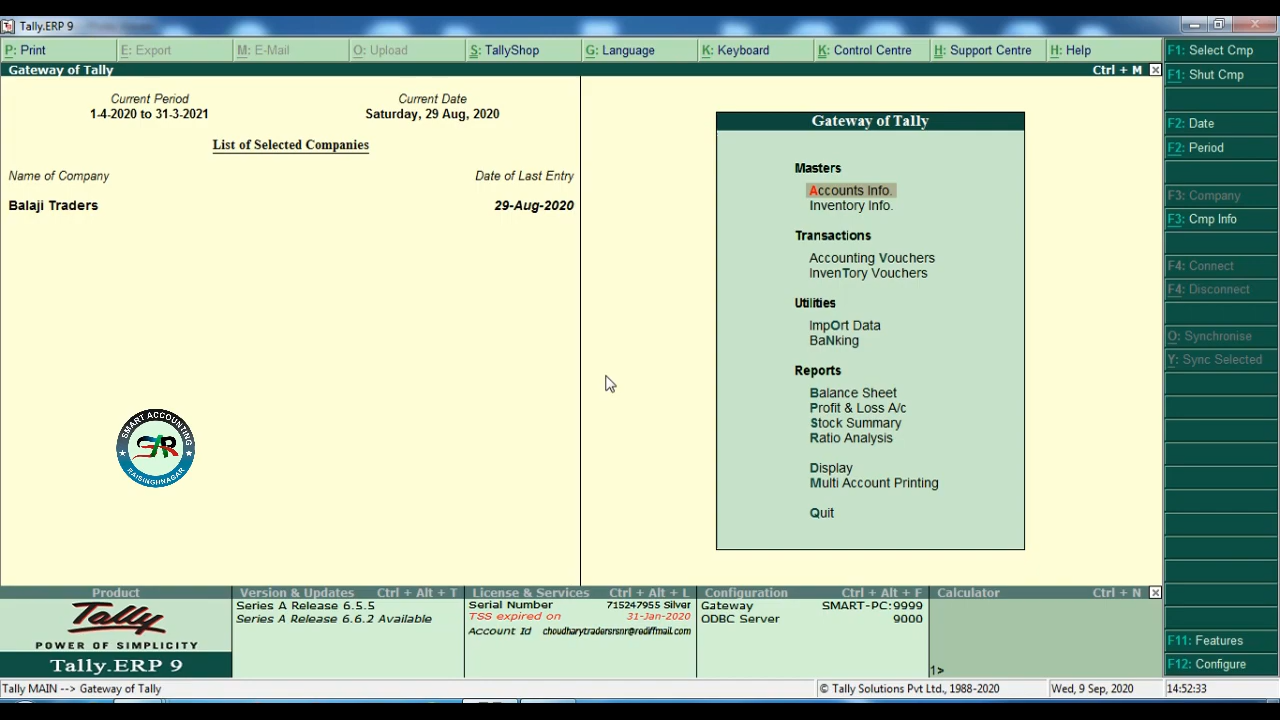 Tally.ERP 9
P: Print
E: Export
M: E-Mail
O: Upload
S: TallyShop
G: Language
K: Keyboard
K: Control Centre
H: Support Centre
H: Help
Gateway of Tally
Ctrl + M
Current Period
1-4-2020 to 31-3-2021
Current Date
Saturday, 29 Aug, 2020
List of Selected Companies
Name of Company
Date of Last Entry
Balaji Traders
29-Aug-2020
SMART ACCOUNTING
RAISINGHNAGAR
Gateway of Tally
Masters
Accounts Info.
Inventory Info.
Transactions
Accounting Vouchers
InvenTory Vouchers
Utilities
ImpOrt Data
BaNking
Reports
Balance Sheet
Profit & Loss A/c
Stock Summary
Ratio Analysis
Display
Multi Account Printing
Quit
F1: Select Cmp
F1: Shut Cmp
F2: Date
F2: Period
F3: Company
F3: Cmp Info
F4: Connect
F4: Disconnect
O: Synchronise
Y: Sync Selected
F11: Features
F12: Configure
Product
Tally
POWER OF SIMPLICITY
Tally.ERP 9
Version & Updates Ctrl + Alt + T
Series A Release 6.5.5
Series A Release 6.6.2 Available
License & Services Ctrl + Alt + L
Serial Number 715247955 Silver
TSS expired on 31-Jan-2020
Account Id choudharytradersrsnr@rediffmail.com
Configuration Ctrl + Alt + F
Gateway SMART-PC:9999
ODBC Server 9000
Calculator Ctrl + N
1>
Tally MAIN --> Gateway of Tally
© Tally Solutions Pvt Ltd., 1988-2020
Wed, 9 Sep, 2020
14:52:33